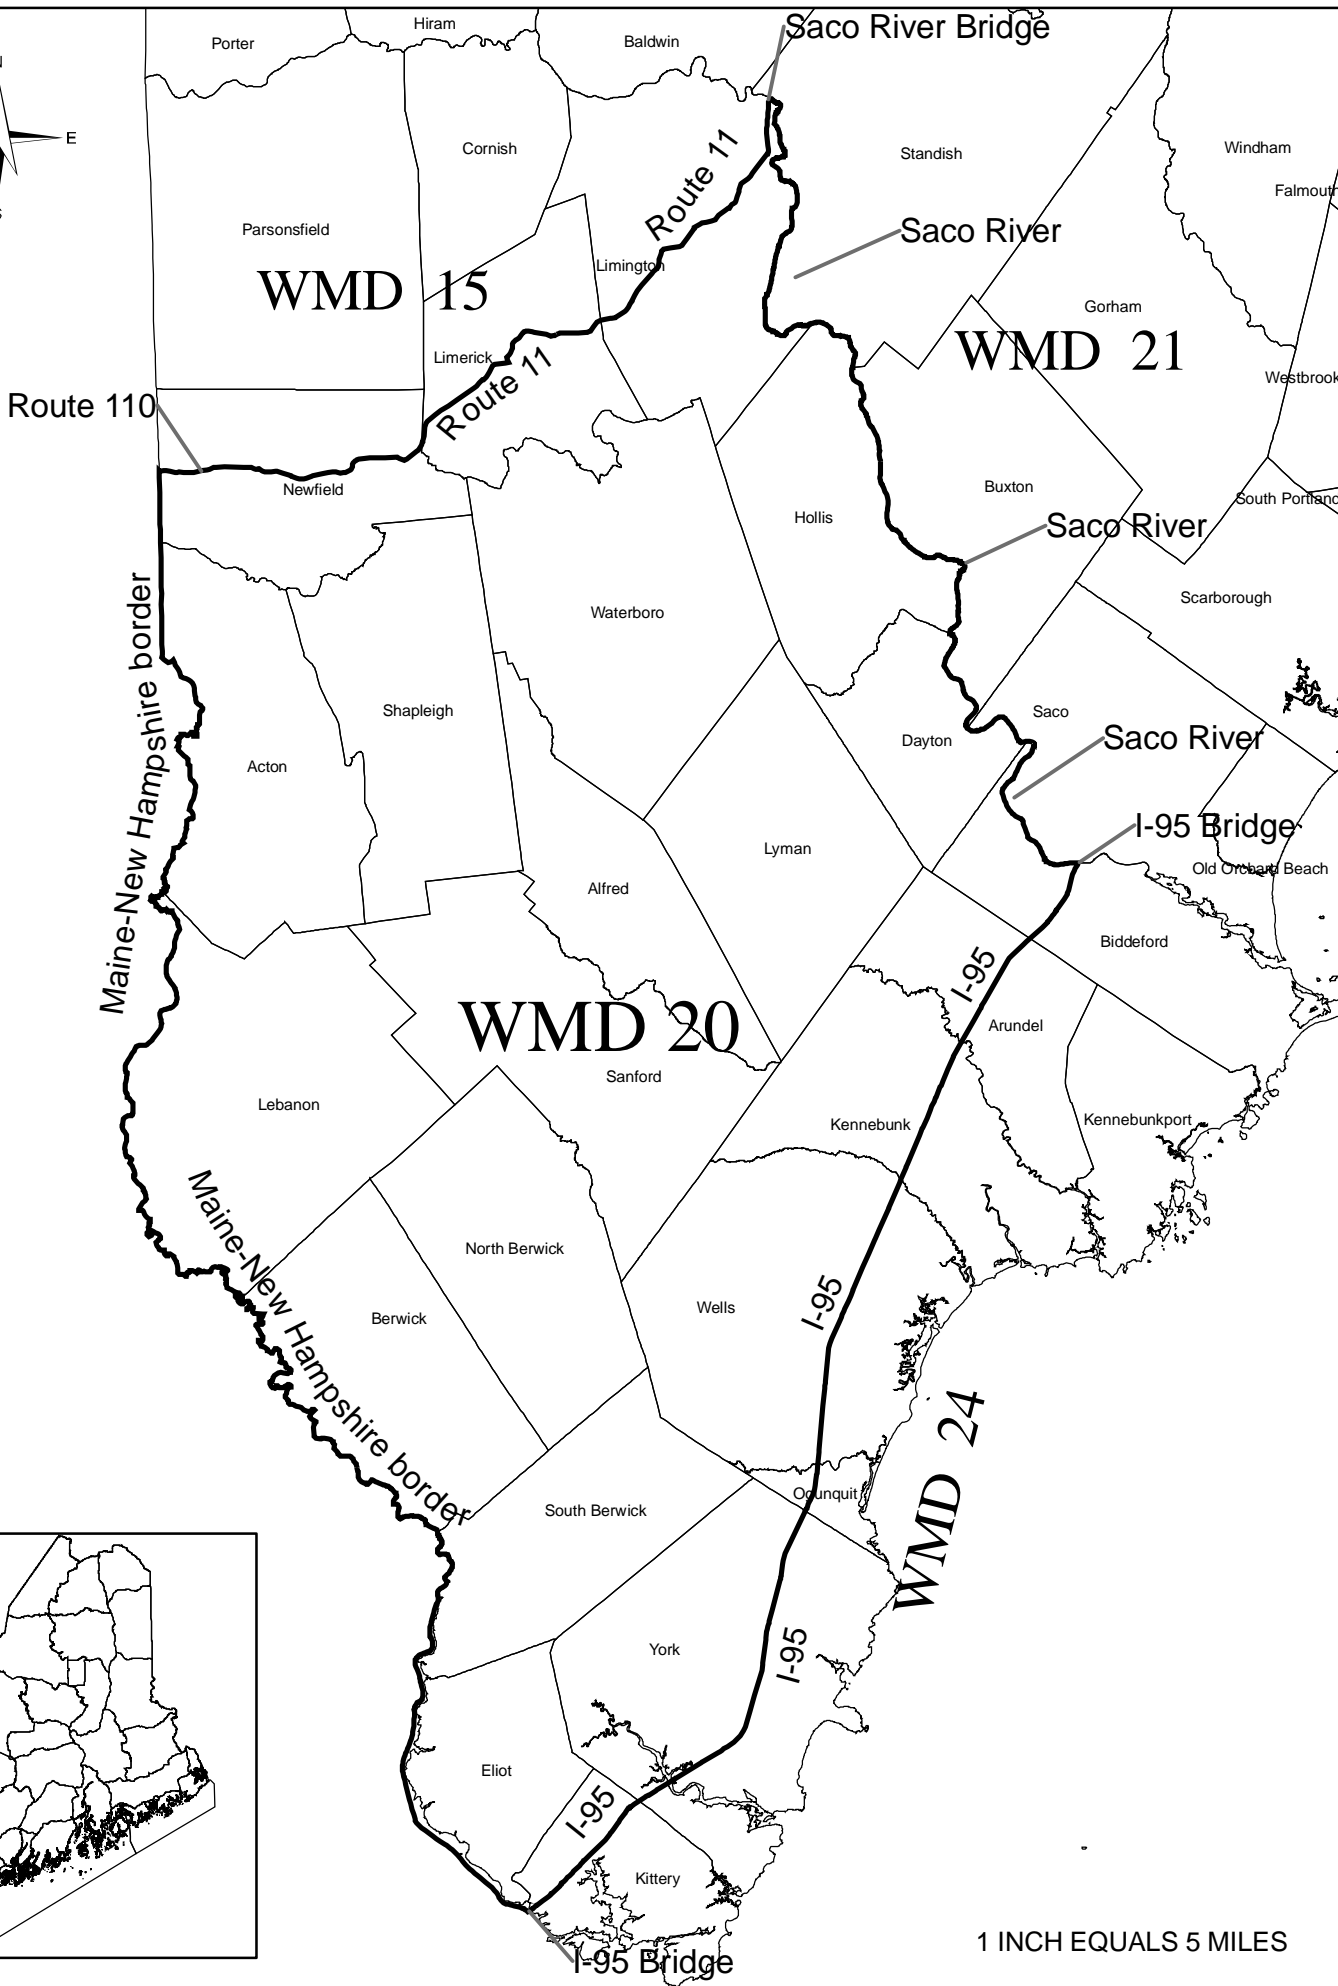 Hiram
Saco River Bridge
Porter
Baldwin
E
Cornish
Route 11
Standish
Windham
Falmouth
Parsonsfield
Saco River
Limington
WMD 15
Gorham
WMD 21
Limerick
Route 11
Westbrook
Route 110
Newfield
Buxton
South Portland
Hollis
Saco River
Scarborough
Waterboro
Maine-New Hampshire border
Shapleigh
Saco
Dayton
Saco River
Acton
I-95 Bridge
Lyman
Old Orchard Beach
Alfred
Biddeford
I-95
WMD 20
Arundel
Sanford
Lebanon
Kennebunk
Kennebunkport
Maine-New Hampshire border
North Berwick
I-95
Wells
Berwick
WMD 24
Ogunquit
South Berwick
York
I-95
Eliot
I-95
Kittery
1 INCH EQUALS 5 MILES
I-95 Bridge